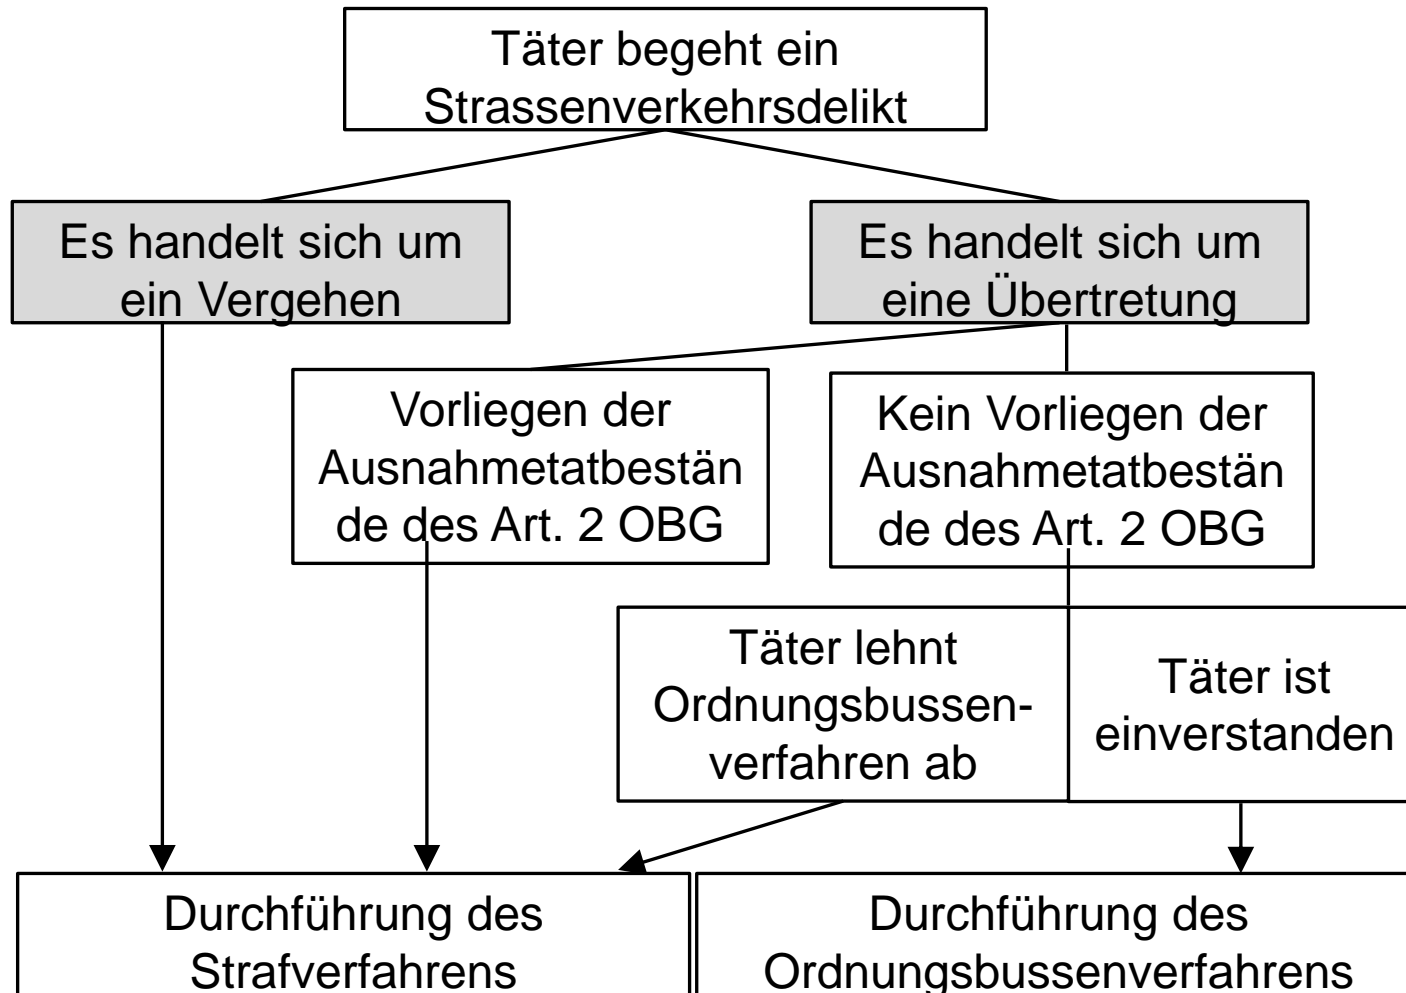 Täter begeht ein
Strassenverkehrsdelikt
Es handelt sich um
ein Vergehen
Es handelt sich um
eine Übertretung
Vorliegen der
Ausnahmetatbestän
de des Art. 2 OBG
Kein Vorliegen der
Ausnahmetatbestän
de des Art. 2 OBG
Täter lehnt
Ordnungsbussen-
verfahren ab
Täter ist
einverstanden
Durchführung des
Strafverfahrens
Durchführung des
Ordnungsbussenverfahrens